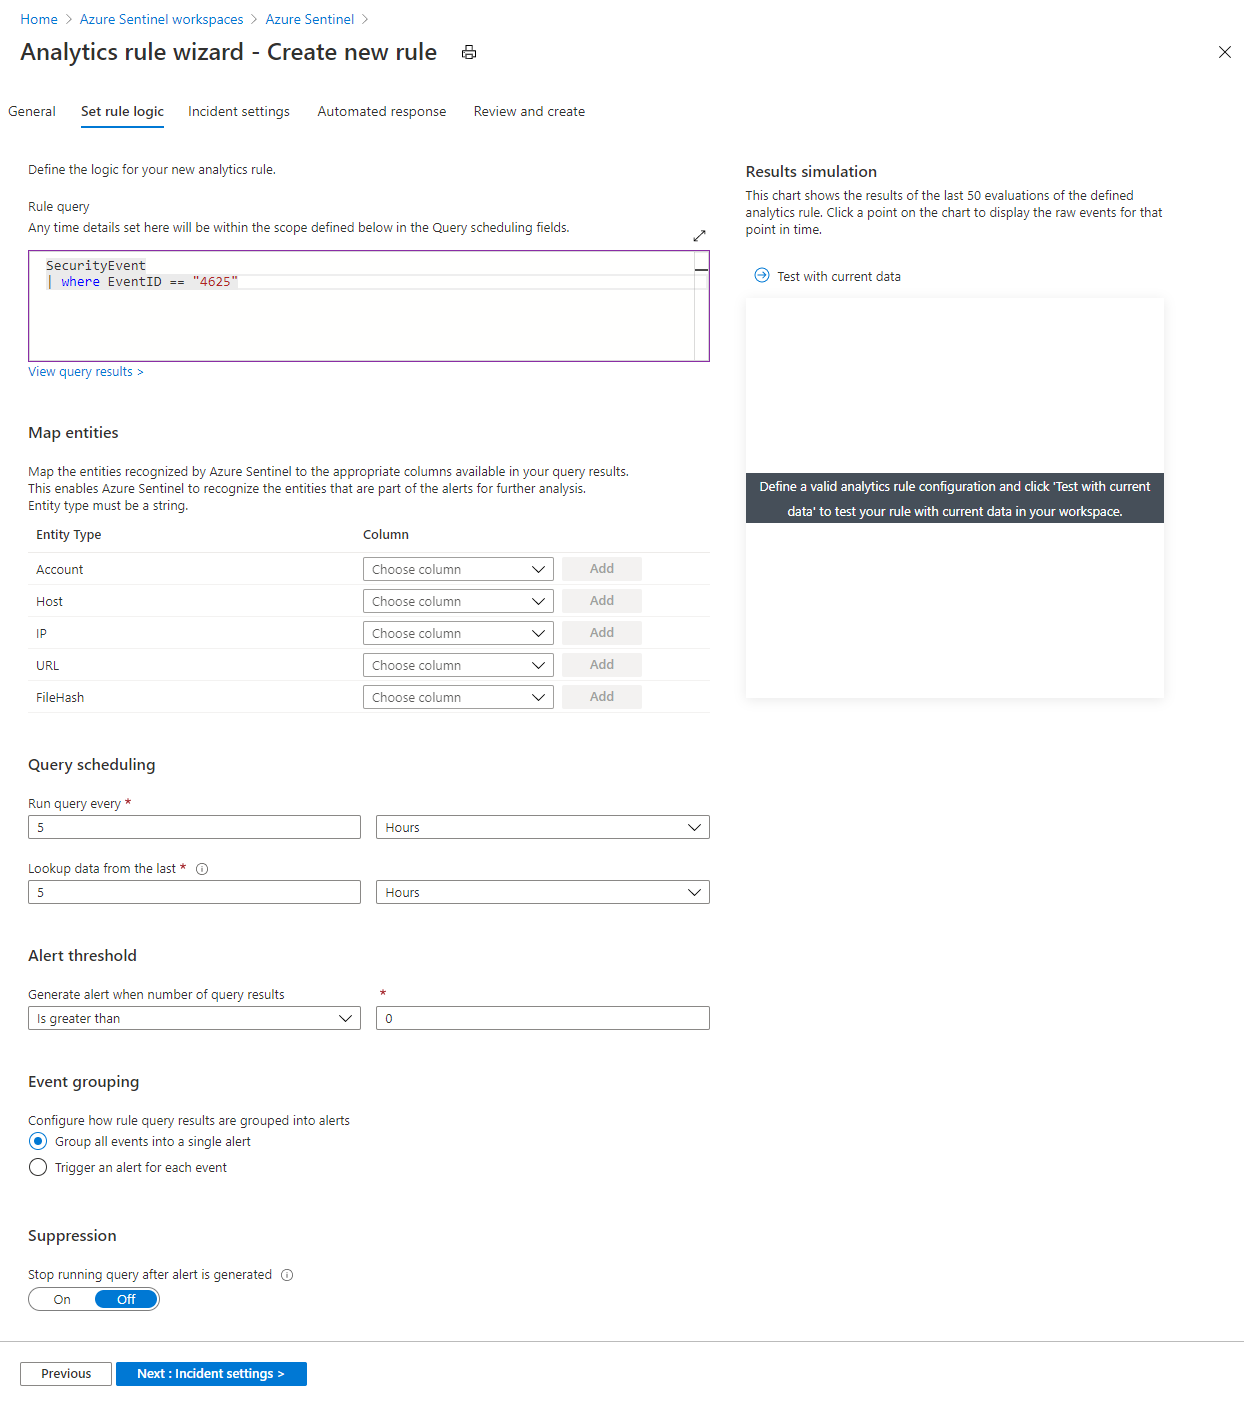 Home > Azure Sentinel workspaces > Azure Sentinel >
Analytics rule wizard - Create new rule
General Set rule logic Incident settings Automated response Review and create
Define the logic for your new analytics rule.
Rule query
Any time details set here will be within the scope defined below in the Query scheduling fields.
SecurityEvent
| where EventID == "4625"
View query results >
Map entities
Map the entities recognized by Azure Sentinel to the appropriate columns available in your query results.
This enables Azure Sentinel to recognize the entities that are part of the alerts for further analysis.
Entity type must be a string.
Entity Type Column
Account Choose column Add
Host Choose column Add
IP Choose column Add
URL Choose column Add
FileHash Choose column Add
Query scheduling
Run query every *
5 Hours
Lookup data from the last *
5 Hours
Alert threshold
Generate alert when number of query results *
Is greater than 0
Event grouping
Configure how rule query results are grouped into alerts
Group all events into a single alert
Trigger an alert for each event
Suppression
Stop running query after alert is generated
On Off
Previous Next : Incident settings >
Results simulation
This chart shows the results of the last 50 evaluations of the defined
analytics rule. Click a point on the chart to display the raw events for that
point in time.
Test with current data
Define a valid analytics rule configuration and click 'Test with current
data' to test your rule with current data in your workspace.